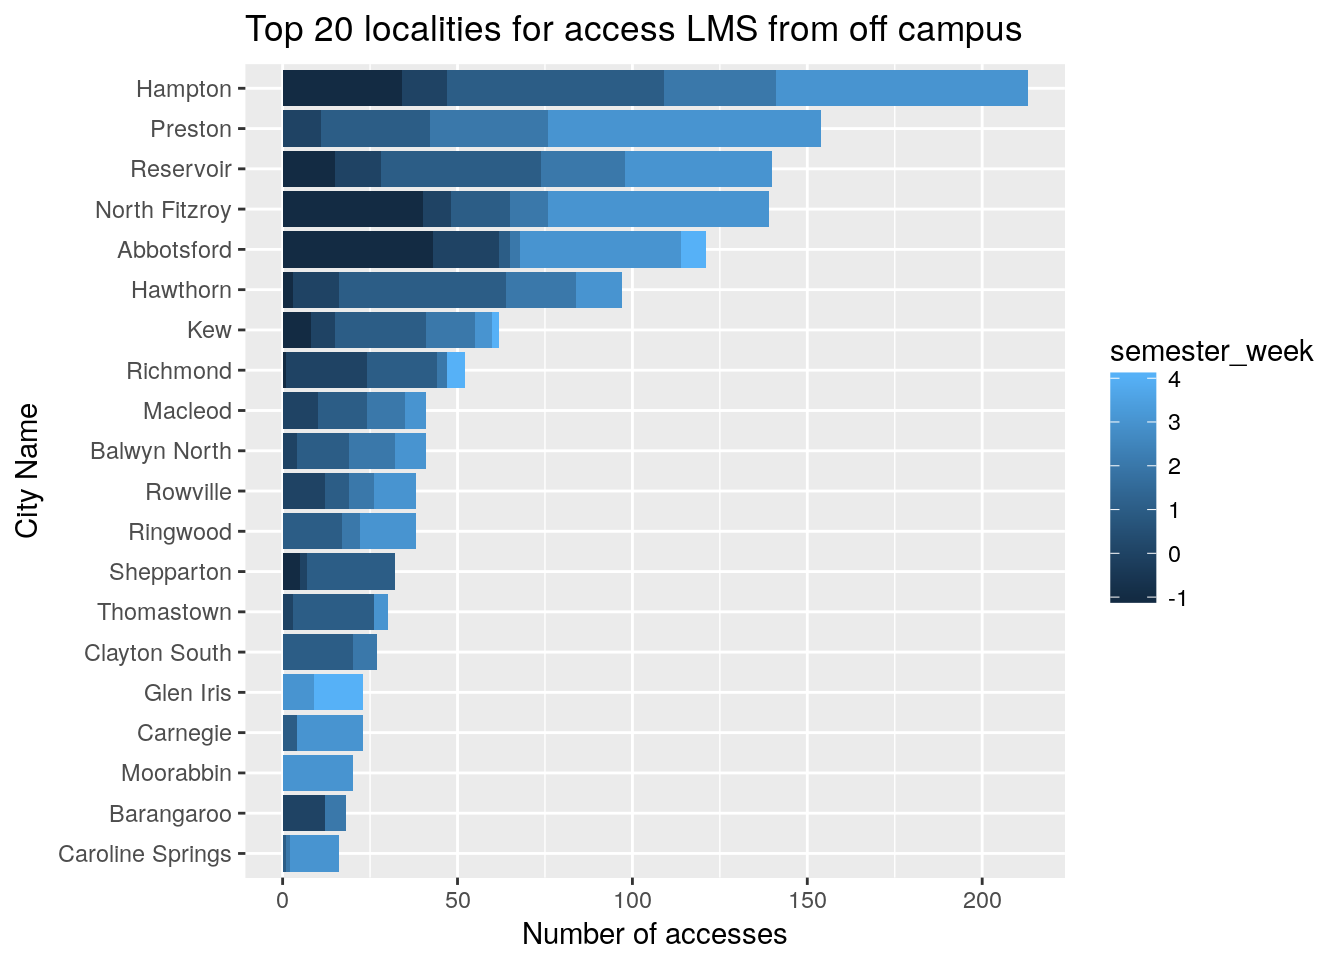 Top 20 localities for access LMS from off campus
City Name
Hampton
Preston
Reservoir
North Fitzroy
Abbotsford
Hawthorn
Kew
Richmond
Macleod
Balwyn North
Rowville
Ringwood
Shepparton
Thomastown
Clayton South
Glen Iris
Carnegie
Moorabbin
Barangaroo
Caroline Springs
0 50 100 150 200
Number of accesses
semester_week
4
3
2
1
0
-1